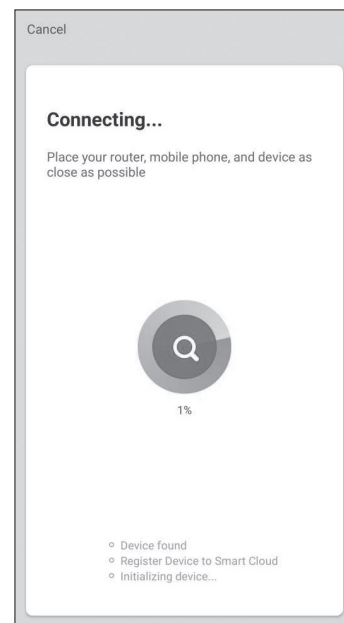 Cancel
Connecting...
Place your router, mobile phone, and device as
close as possible
1%
Device found
Register Device to Smart Cloud
Initializing device...